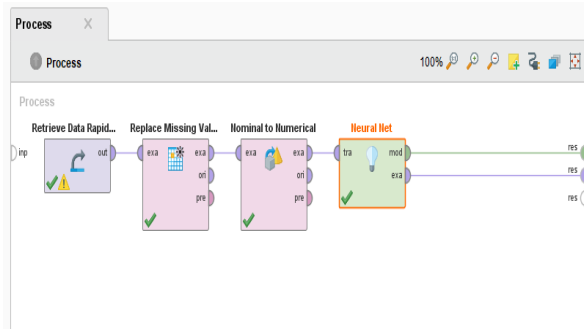 Process X
Process
100%
Process
Retrieve Data Rapid... Replace Missing Val... Nominal to Numerical Neural Net
inp out exa exa exa exa tra mod res
ori ori exa res
pre pre res